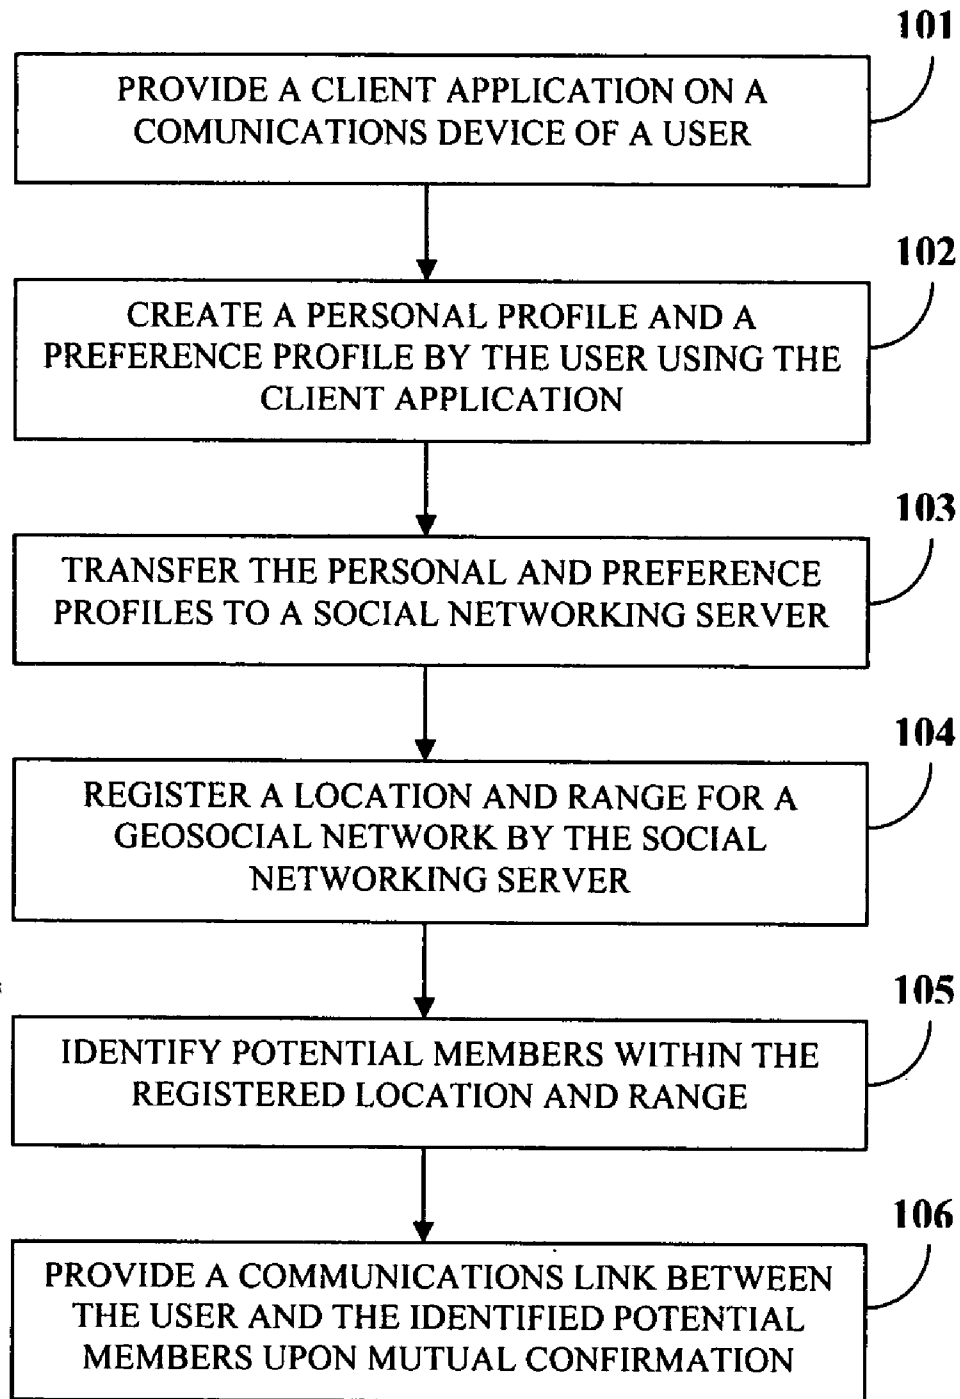 101
PROVIDE A CLIENT APPLICATION ON A
COMUNICATIONS DEVICE OF A USER
102
CREATE A PERSONAL PROFILE AND A
PREFERENCE PROFILE BY THE USER USING THE
CLIENT APPLICATION
103
TRANSFER THE PERSONAL AND PREFERENCE
PROFILES TO A SOCIAL NETWORKING SERVER
104
REGISTER A LOCATION AND RANGE FOR A
GEOSOCIAL NETWORK BY THE SOCIAL
NETWORKING SERVER
105
IDENTIFY POTENTIAL MEMBERS WITHIN THE
REGISTERED LOCATION AND RANGE
106
PROVIDE A COMMUNICATIONS LINK BETWEEN
THE USER AND THE IDENTIFIED POTENTIAL
MEMBERS UPON MUTUAL CONFIRMATION